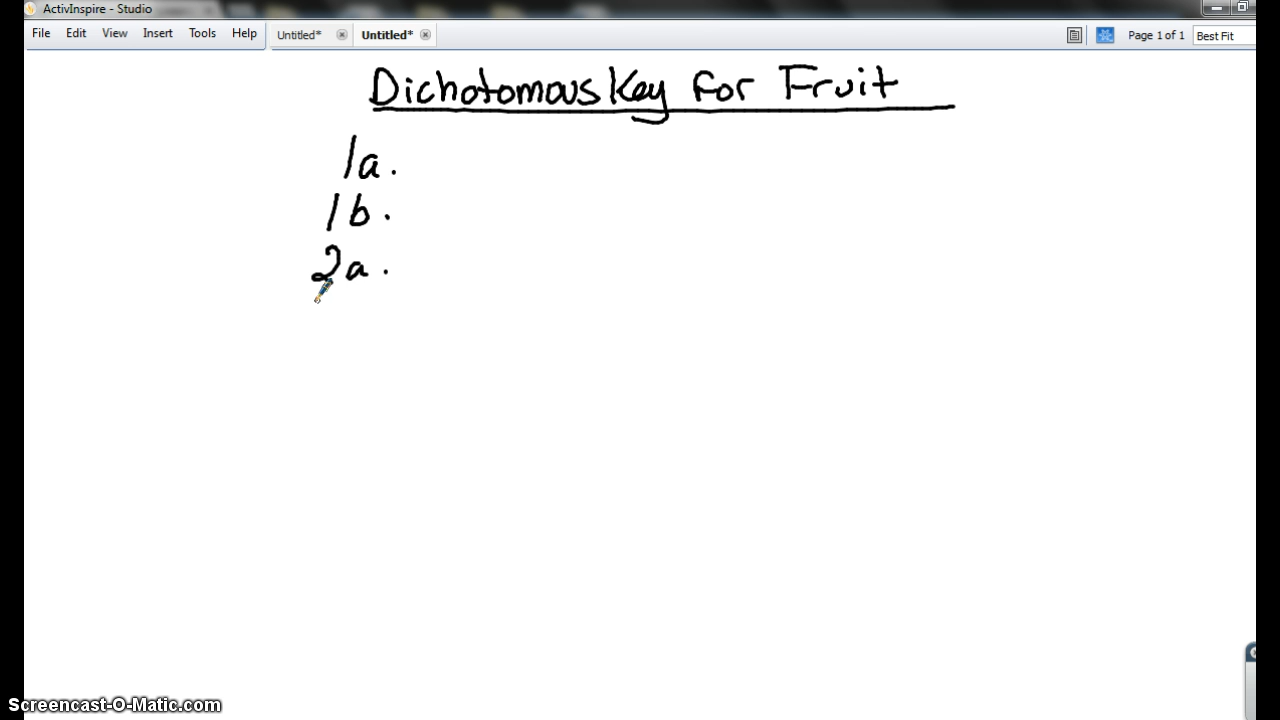 ActivInspire - Studio
File Edit View Insert Tools Help Untitled* Untitled* Page 1 of 1 Best Fit
Dichotomous Key for Fruit
1a.
1b.
2a.
Screencast-O-Matic.com